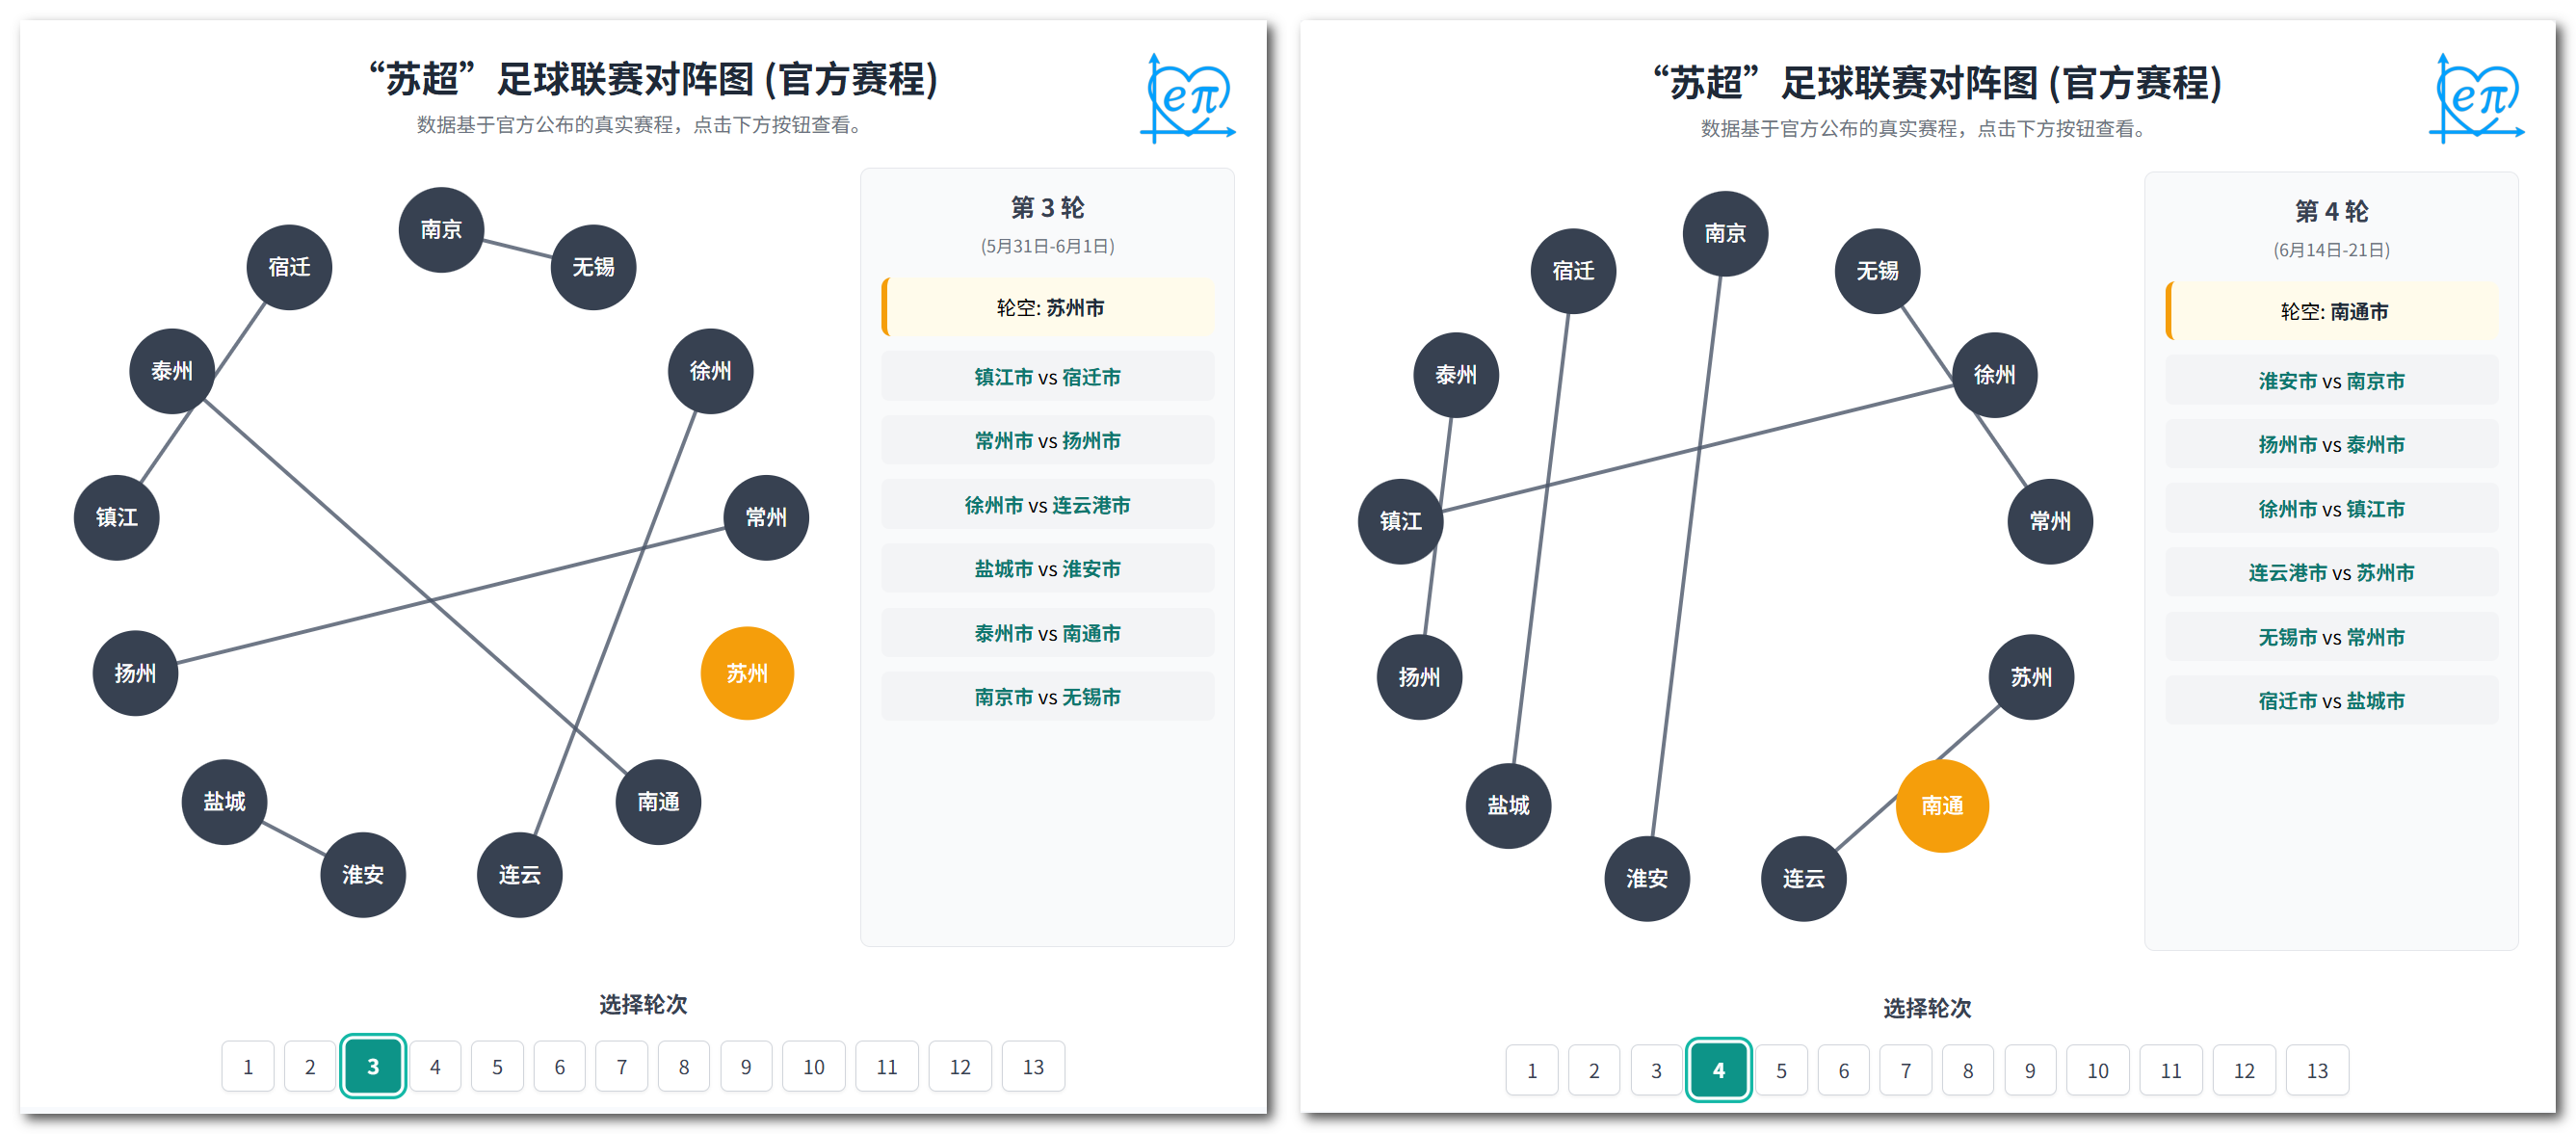 “苏超”足球联赛对阵图 (官方赛程)
数据基于官方公布的真实赛程，点击下方按钮查看。
eπ
南京
宿迁
无锡
泰州
徐州
镇江
常州
扬州
苏州
盐城
南通
淮安
连云
第 3 轮
(5月31日-6月1日)
轮空: 苏州市
镇江市 vs 宿迁市
常州市 vs 扬州市
徐州市 vs 连云港市
盐城市 vs 淮安市
泰州市 vs 南通市
南京市 vs 无锡市
选择轮次
1 2 3 4 5 6 7 8 9 10 11 12 13
“苏超”足球联赛对阵图 (官方赛程)
数据基于官方公布的真实赛程，点击下方按钮查看。
eπ
南京
宿迁
无锡
泰州
徐州
镇江
常州
扬州
苏州
盐城
南通
淮安
连云
第 4 轮
(6月14日-21日)
轮空: 南通市
淮安市 vs 南京市
扬州市 vs 泰州市
徐州市 vs 镇江市
连云港市 vs 苏州市
无锡市 vs 常州市
宿迁市 vs 盐城市
选择轮次
1 2 3 4 5 6 7 8 9 10 11 12 13